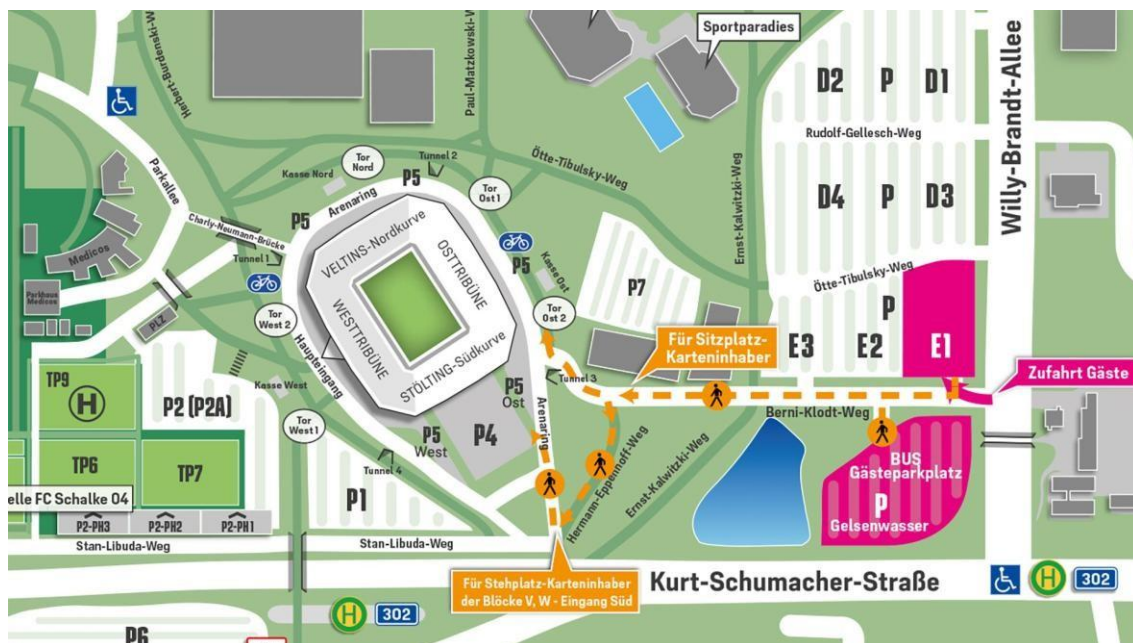 Sportparadies
Herbert-Burdenski-W
Paul-Matzkowski-W
D2 P D1
Rudolf-Gellesch-Weg
Willy-Brandt-Allee
D4 P D3
Tor
Nord
Tunnel 2
Kasse Nord
P5
Tor
Ost 1
Ötte-Tibulsky-Weg
Ernst-Kalwitzki-Weg
Parkallee
Arenaring
P5
Charly-Neumann-Brücke
Tunnel 1
Medicos
VELTINS-Nordkurve
OSTTRIBÜNE
WESTTRIBÜNE
STÖLTING-Südkurve
P5
Kasse Ost
P7
Ötte-Tibulsky-Weg
P
E3 E2 E1
Parkhaus
Medicos
PLZ
Tor
West 2
Haupteingang
Tor
Ost 2
Für Sitzplatz-
Karteninhaber
Zufahrt Gäste
Tunnel 3
Berni-Klodt-Weg
TP9
H
P2 (P2A)
Kasse West
Tor
West 1
P5
Ost
Arenaring
P4
P5
West
TP6
TP7
Tunnel 4
P1
Hermann-Eppenhoff-Weg
Ernst-Kalwitzki-Weg
BUS
Gästeparkplatz
P
Gelsenwasser
elle FC Schalke 04
P2-PH3 P2-PH2 P2-PH1
Stan-Libuda-Weg
Stan-Libuda-Weg
Für Stehplatz-Karteninhaber
der Blöcke V, W - Eingang Süd
Kurt-Schumacher-Straße
H 302
H 302
P6